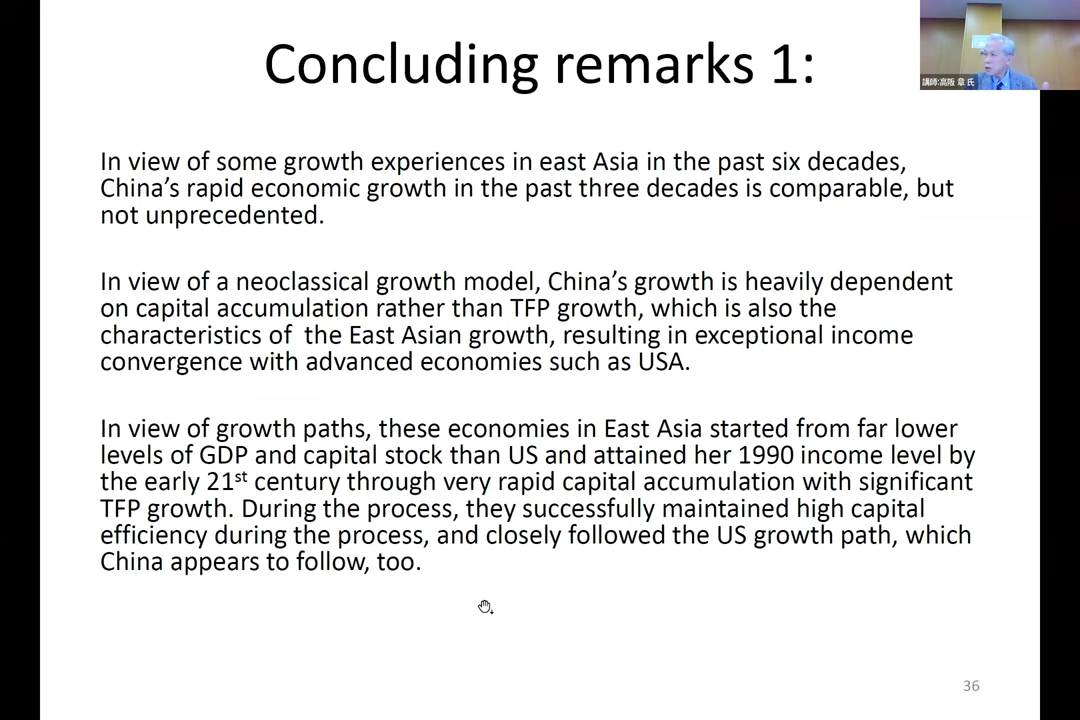 Concluding remarks 1:
講師:高阪 章 氏
In view of some growth experiences in east Asia in the past six decades,
China’s rapid economic growth in the past three decades is comparable, but
not unprecedented.
In view of a neoclassical growth model, China’s growth is heavily dependent
on capital accumulation rather than TFP growth, which is also the
characteristics of  the East Asian growth, resulting in exceptional income
convergence with advanced economies such as USA.
In view of growth paths, these economies in East Asia started from far lower
levels of GDP and capital stock than US and attained her 1990 income level by
the early 21st century through very rapid capital accumulation with significant
TFP growth. During the process, they successfully maintained high capital
efficiency during the process, and closely followed the US growth path, which
China appears to follow, too.
36